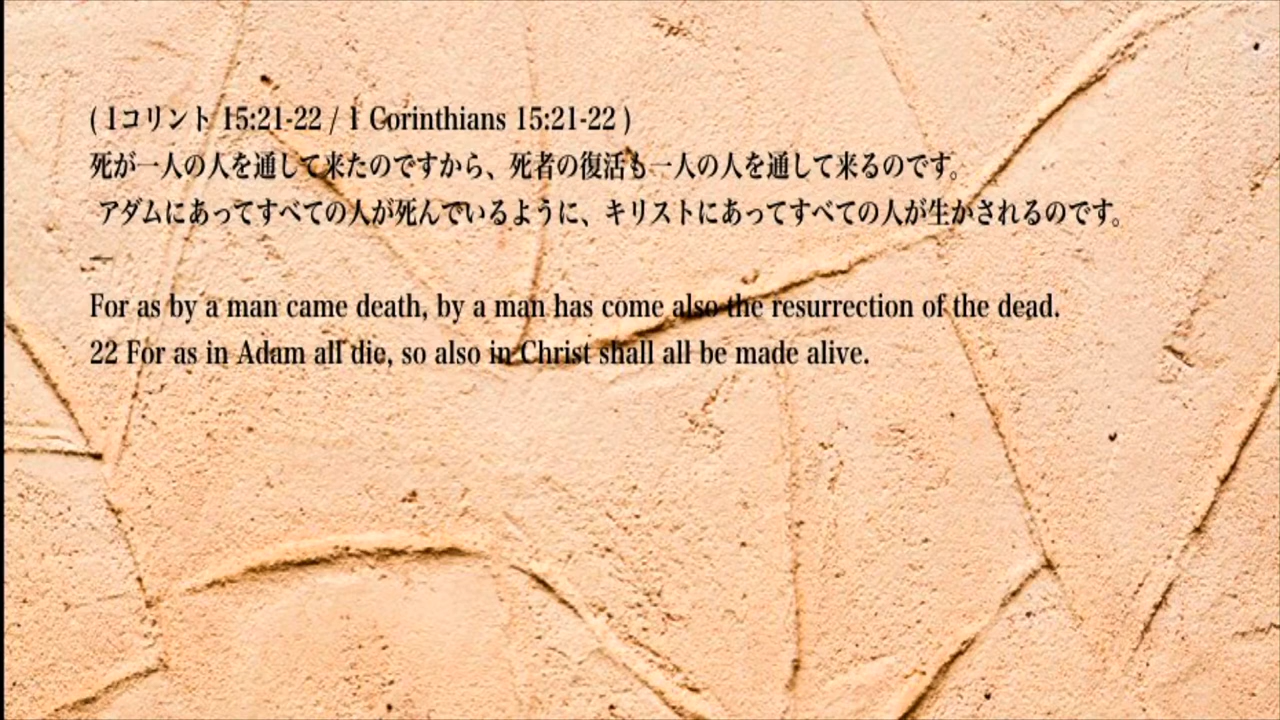 ( 1コリント 15:21-22 / 1 Corinthians 15:21-22 )
死が一人の人を通して来たのですから、死者の復活も一人の人を通して来るのです。
アダムにあってすべての人が死んでいるように、キリストにあってすべての人が生かされるのです。
—
For as by a man came death, by a man has come also the resurrection of the dead.
22 For as in Adam all die, so also in Christ shall all be made alive.